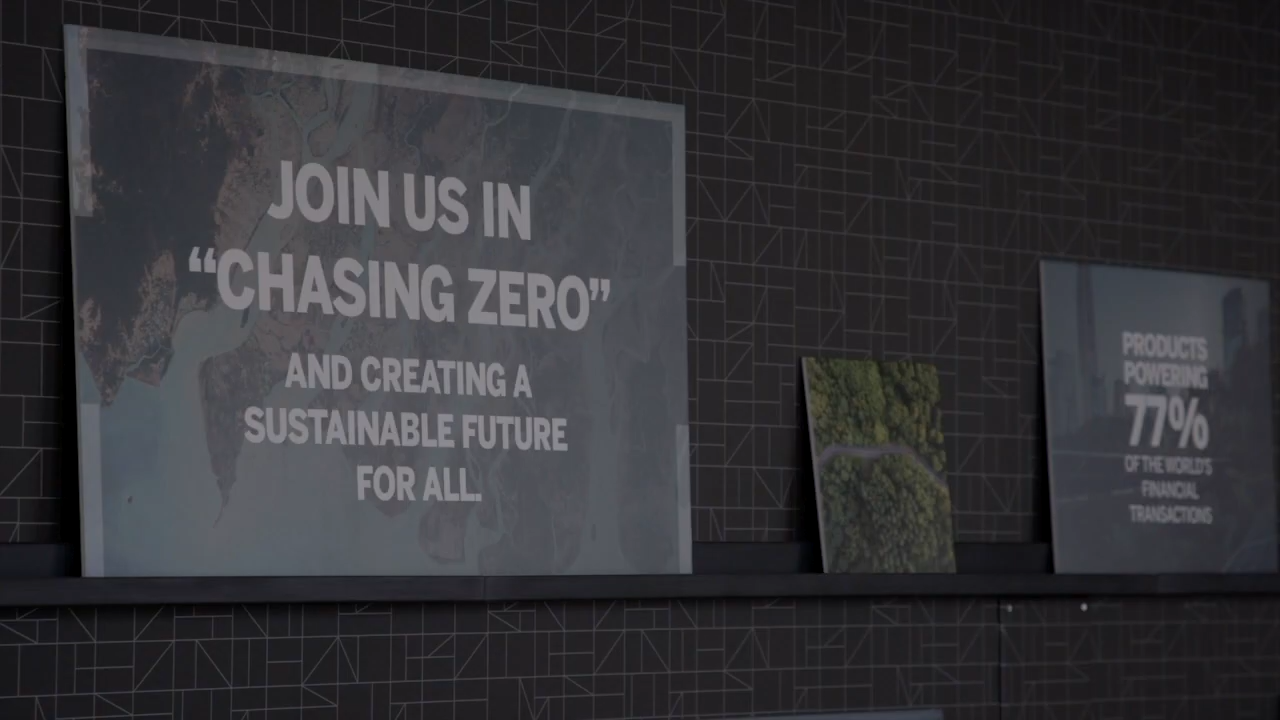 JOIN US IN
“CHASING ZERO”
AND CREATING A
SUSTAINABLE FUTURE
FOR ALL.
PRODUCTS
POWERING
77%
OF THE WORLD'S
FINANCIAL
TRANSACTIONS